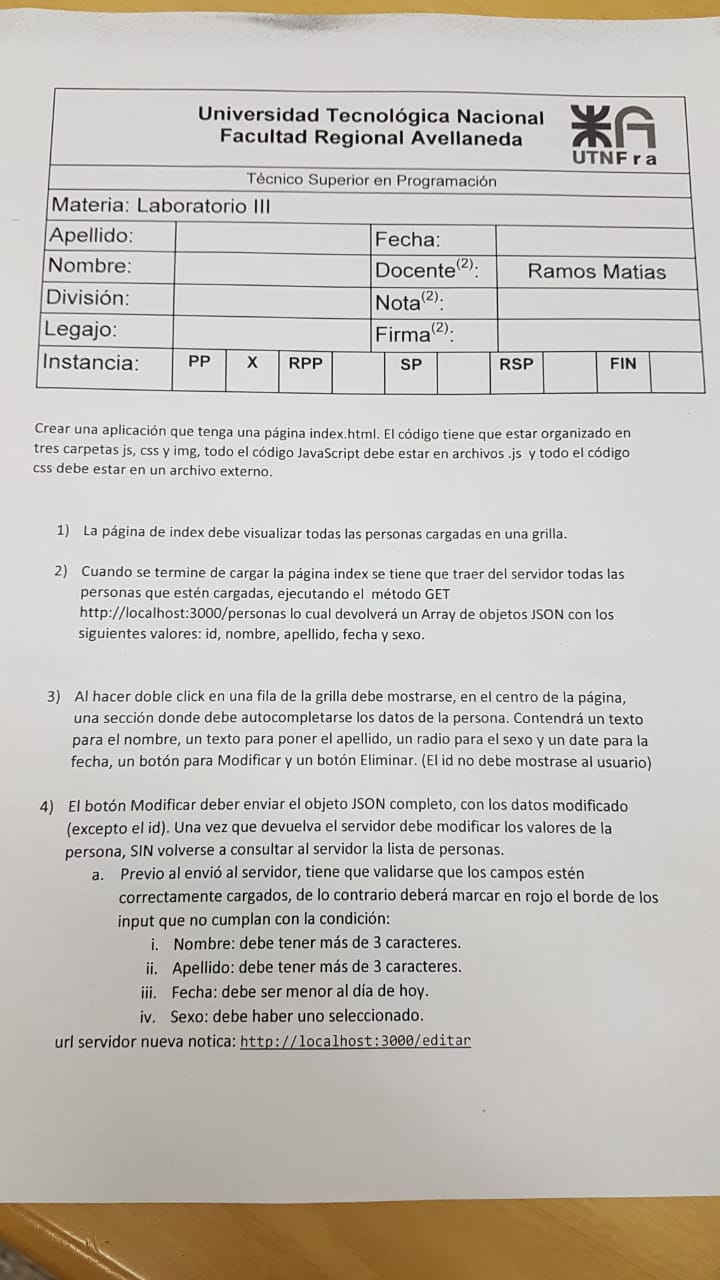 Universidad Tecnológica Nacional
Facultad Regional Avellaneda
UTNFra
Técnico Superior en Programación
Materia: Laboratorio III
Apellido: Fecha:
Nombre: Docente(2): Ramos Matias
División: Nota(2):
Legajo: Firma(2):
Instancia: PP X RPP SP RSP FIN
Crear una aplicación que tenga una página index.html. El código tiene que estar organizado en
tres carpetas js, css y img, todo el código JavaScript debe estar en archivos .js y todo el código
css debe estar en un archivo externo.
1) La página de index debe visualizar todas las personas cargadas en una grilla.
2) Cuando se termine de cargar la página index se tiene que traer del servidor todas las
personas que estén cargadas, ejecutando el método GET
http://localhost:3000/personas lo cual devolverá un Array de objetos JSON con los
siguientes valores: id, nombre, apellido, fecha y sexo.
3) Al hacer doble click en una fila de la grilla debe mostrarse, en el centro de la página,
una sección donde debe autocompletarse los datos de la persona. Contendrá un texto
para el nombre, un texto para poner el apellido, un radio para el sexo y un date para la
fecha, un botón para Modificar y un botón Eliminar. (El id no debe mostrase al usuario)
4) El botón Modificar deber enviar el objeto JSON completo, con los datos modificado
(excepto el id). Una vez que devuelva el servidor debe modificar los valores de la
persona, SIN volverse a consultar al servidor la lista de personas.
a. Previo al envió al servidor, tiene que validarse que los campos estén
correctamente cargados, de lo contrario deberá marcar en rojo el borde de los
input que no cumplan con la condición:
i. Nombre: debe tener más de 3 caracteres.
ii. Apellido: debe tener más de 3 caracteres.
iii. Fecha: debe ser menor al día de hoy.
iv. Sexo: debe haber uno seleccionado.
url servidor nueva notica: http://localhost:3000/editar